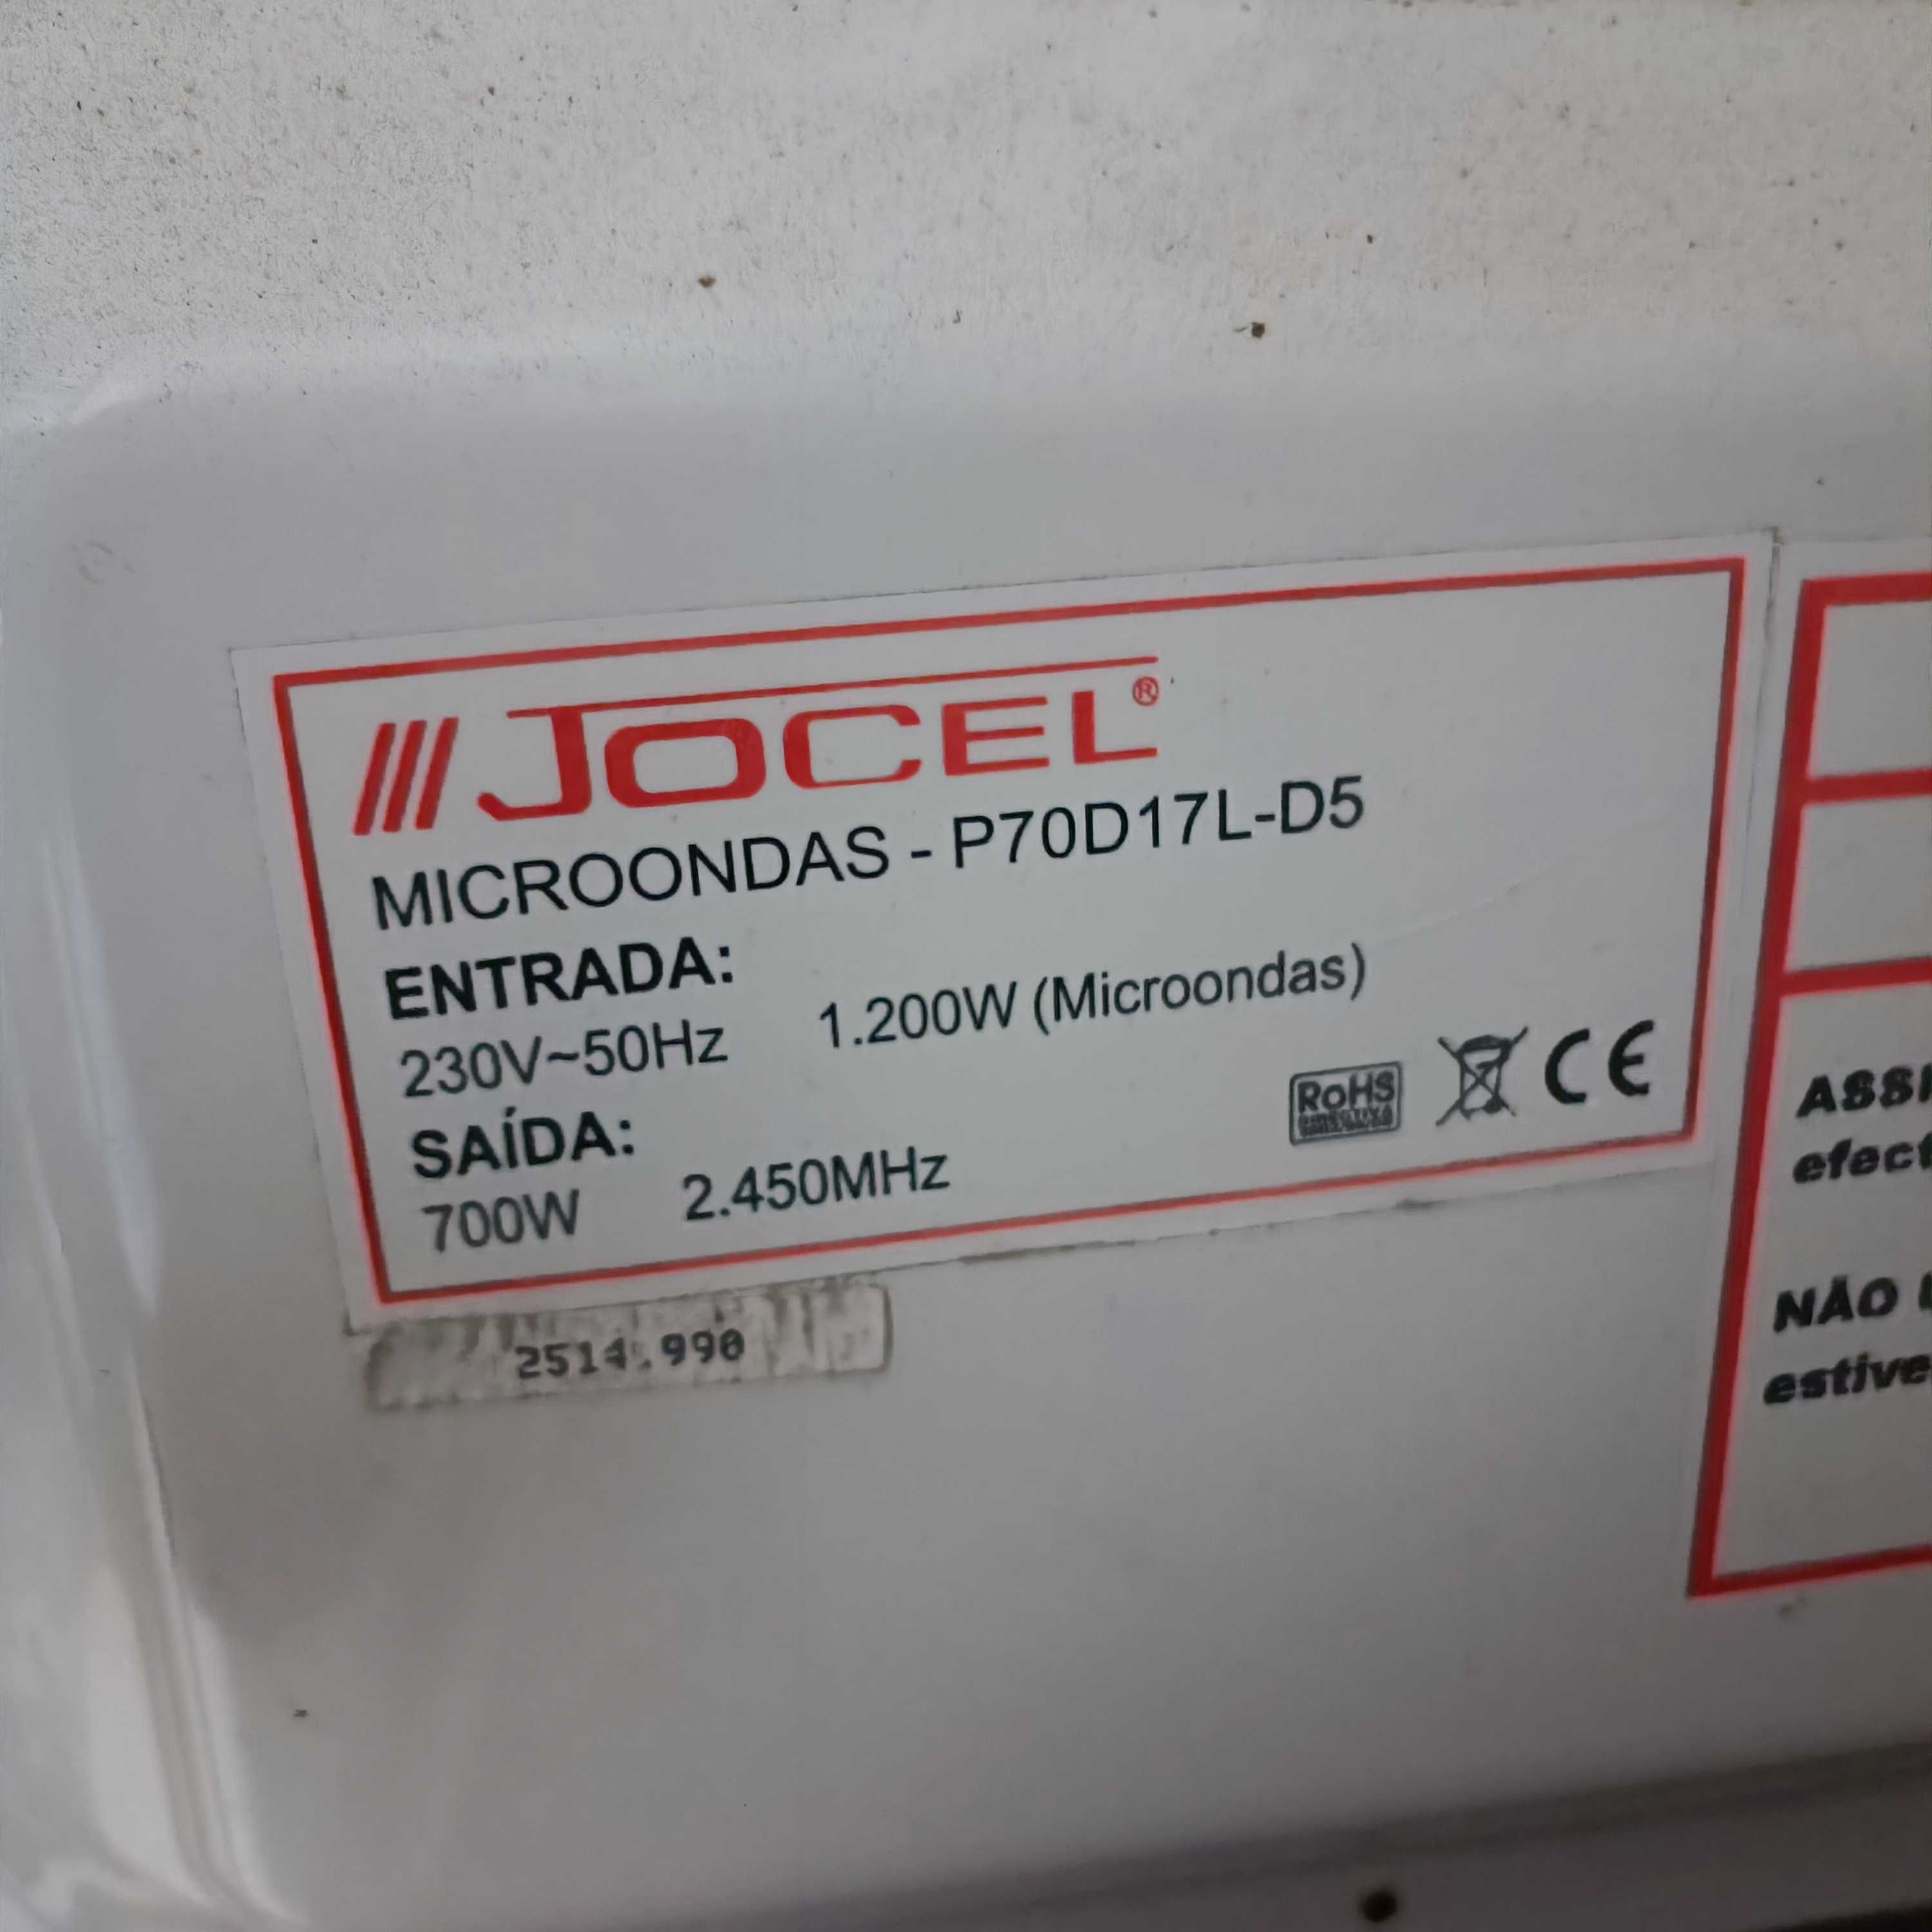 JOCEL®
MICROONDAS - P70D17L-D5
ENTRADA:
230V~50Hz 1.200W (Microondas)
SAÍDA:
700W 2.450MHz
RoHS
CE
2514.990
ASSI
efect
NÃO
estive